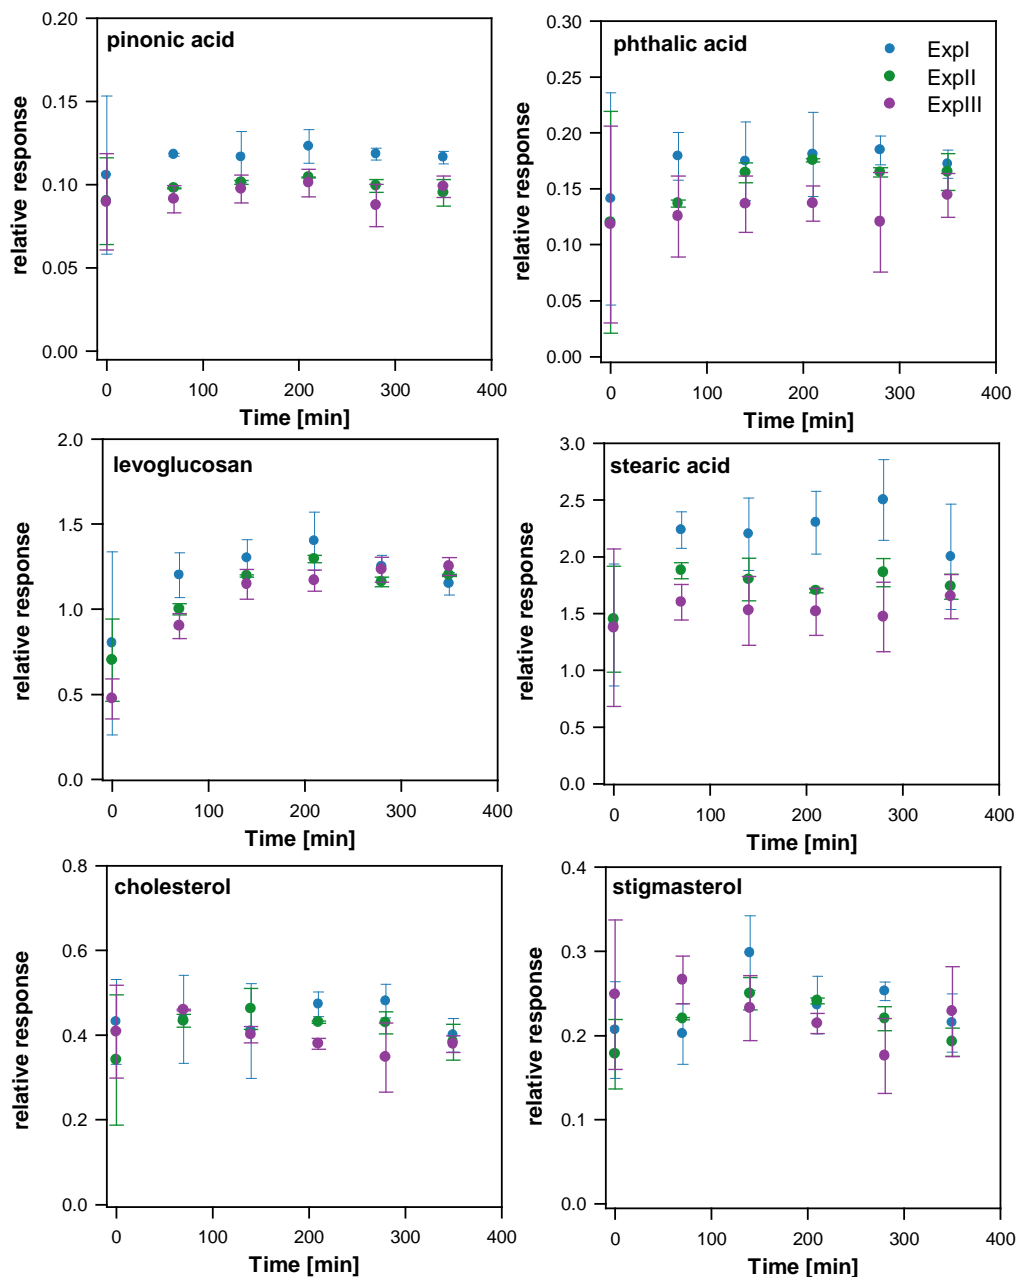 pinonic acid
relative response
0.20
0.15
0.10
0.05
0.00
0 100 200 300 400
Time [min]
phthalic acid
relative response
0.30
0.25
0.20
0.15
0.10
0.05
0.00
ExpI
ExpII
ExpIII
0 100 200 300 400
Time [min]
levoglucosan
relative response
2.0
1.5
1.0
0.5
0.0
0 100 200 300 400
Time [min]
stearic acid
relative response
3.0
2.5
2.0
1.5
1.0
0.5
0.0
0 100 200 300 400
Time [min]
cholesterol
relative response
0.8
0.6
0.4
0.2
0.0
0 100 200 300 400
Time [min]
stigmasterol
relative response
0.4
0.3
0.2
0.1
0.0
0 100 200 300 400
Time [min]